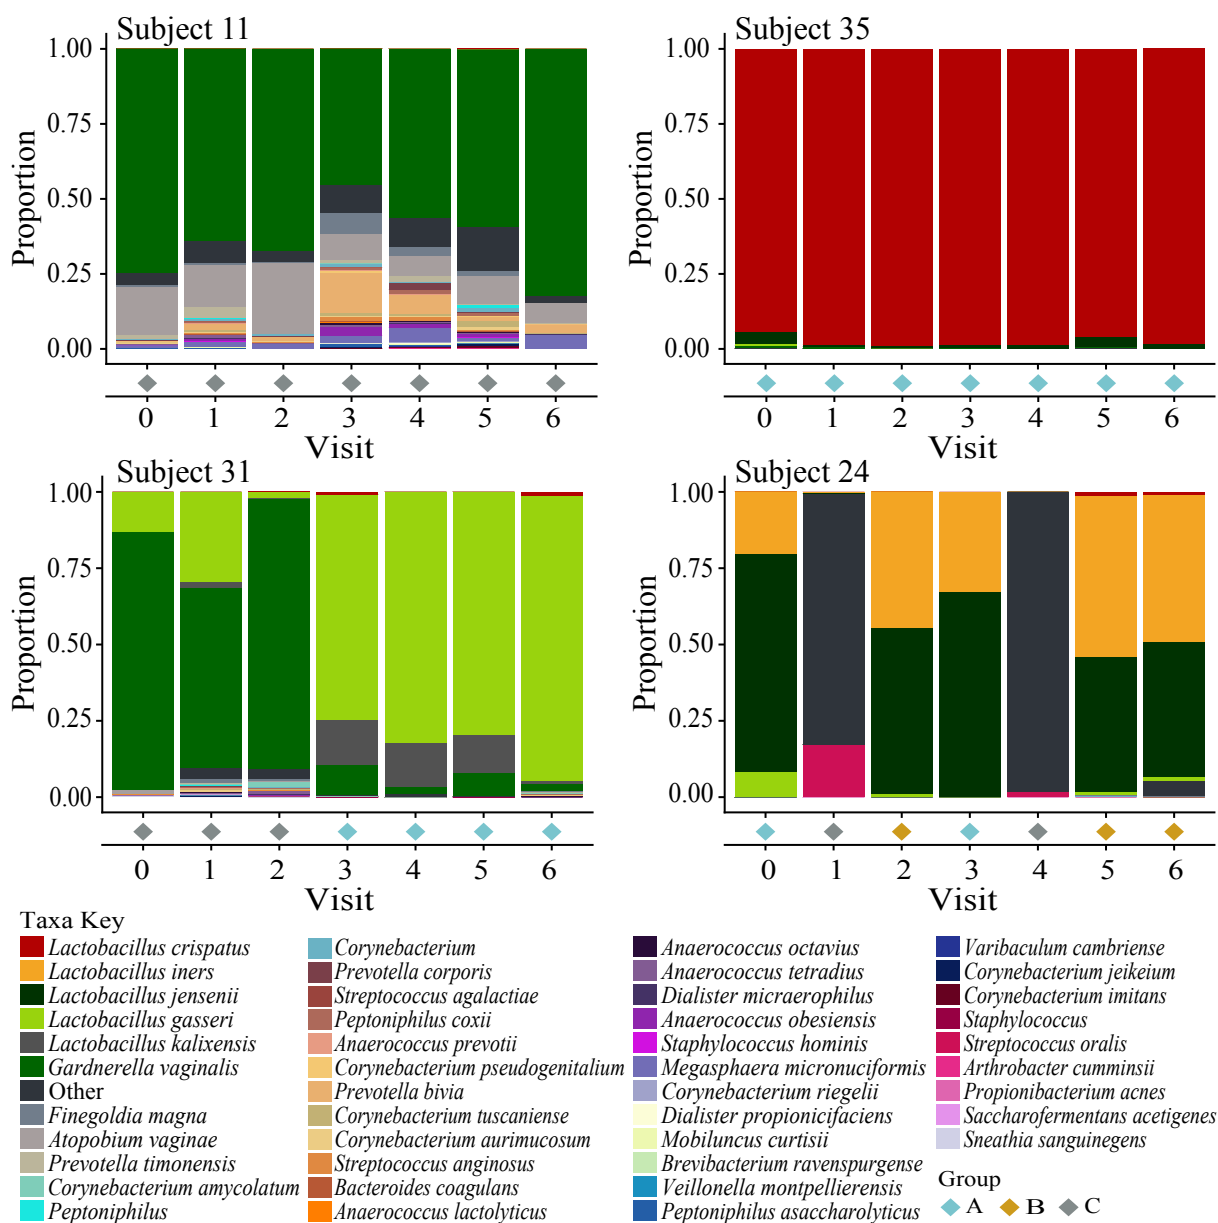 Subject 11
Proportion
1.00
0.75
0.50
0.25
0.00
0 1 2 3 4 5 6
Visit
Subject 35
Proportion
1.00
0.75
0.50
0.25
0.00
0 1 2 3 4 5 6
Visit
Subject 31
Proportion
1.00
0.75
0.50
0.25
0.00
0 1 2 3 4 5 6
Visit
Subject 24
Proportion
1.00
0.75
0.50
0.25
0.00
0 1 2 3 4 5 6
Visit
Taxa Key
Lactobacillus crispatus
Lactobacillus iners
Lactobacillus jensenii
Lactobacillus gasseri
Lactobacillus kalixensis
Gardnerella vaginalis
Other
Finegoldia magna
Atopobium vaginae
Prevotella timonensis
Corynebacterium amycolatum
Peptoniphilus
Corynebacterium
Prevotella corporis
Streptococcus agalactiae
Peptoniphilus coxii
Anaerococcus prevotii
Corynebacterium pseudogenitalium
Prevotella bivia
Corynebacterium tuscaniense
Corynebacterium aurimucosum
Streptococcus anginosus
Bacteroides coagulans
Anaerococcus lactolyticus
Anaerococcus octavius
Anaerococcus tetradius
Dialister micraerophilus
Anaerococcus obesiensis
Staphylococcus hominis
Megasphaera micronuciformis
Corynebacterium riegelii
Dialister propionicifaciens
Mobiluncus curtisii
Brevibacterium ravenspurgense
Veillonella montpellierensis
Peptoniphilus asaccharolyticus
Varibaculum cambriense
Corynebacterium jeikeium
Corynebacterium imitans
Staphylococcus
Streptococcus oralis
Arthrobacter cumminsii
Propionibacterium acnes
Saccharofermentans acetigenes
Sneathia sanguinegens
Group
A B C